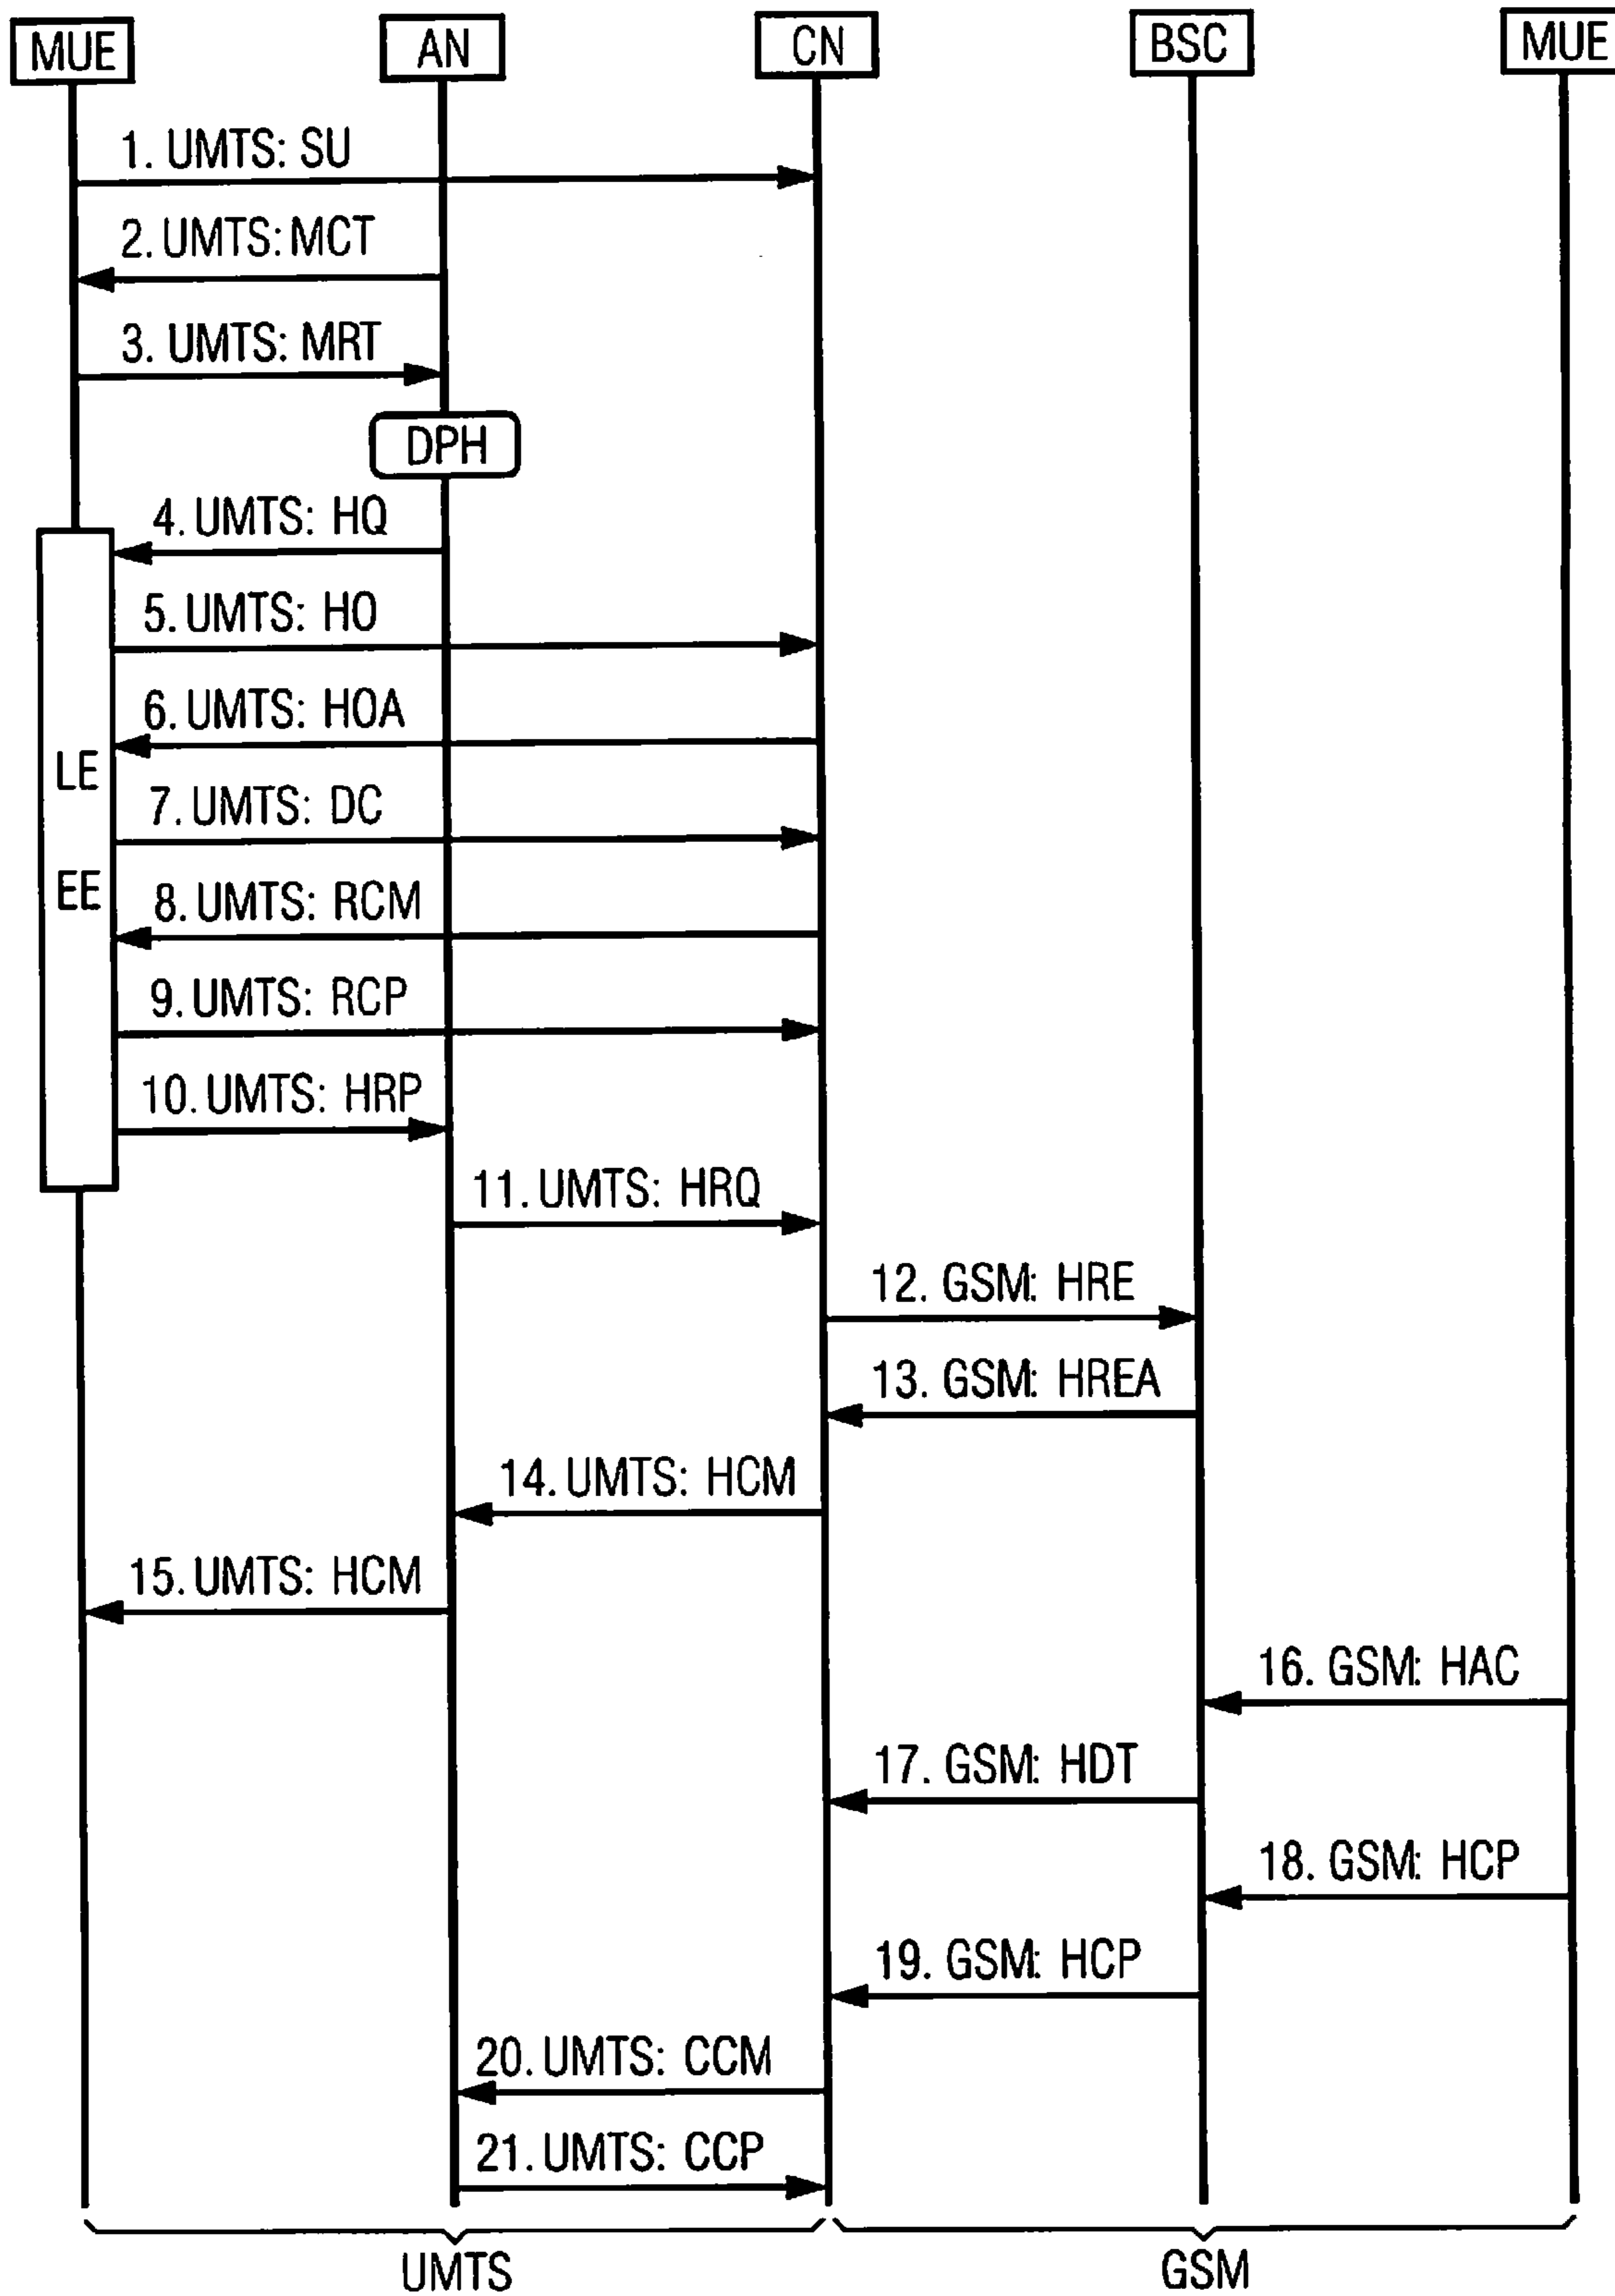 MUE AN CN BSC MUE
1. UMTS: SU
2. UMTS: MCT
3. UMTS: MRT
DPH
4. UMTS: HQ
5. UMTS: HO
6. UMTS: HOA
LE
7. UMTS: DC
EE
8. UMTS: RCM
9. UMTS: RCP
10. UMTS: HRP
11. UMTS: HRQ
12. GSM: HRE
13. GSM: HREA
14. UMTS: HCM
15. UMTS: HCM
16. GSM: HAC
17. GSM: HDT
18. GSM: HCP
19. GSM: HCP
20. UMTS: CCM
21. UMTS: CCP
UMTS GSM